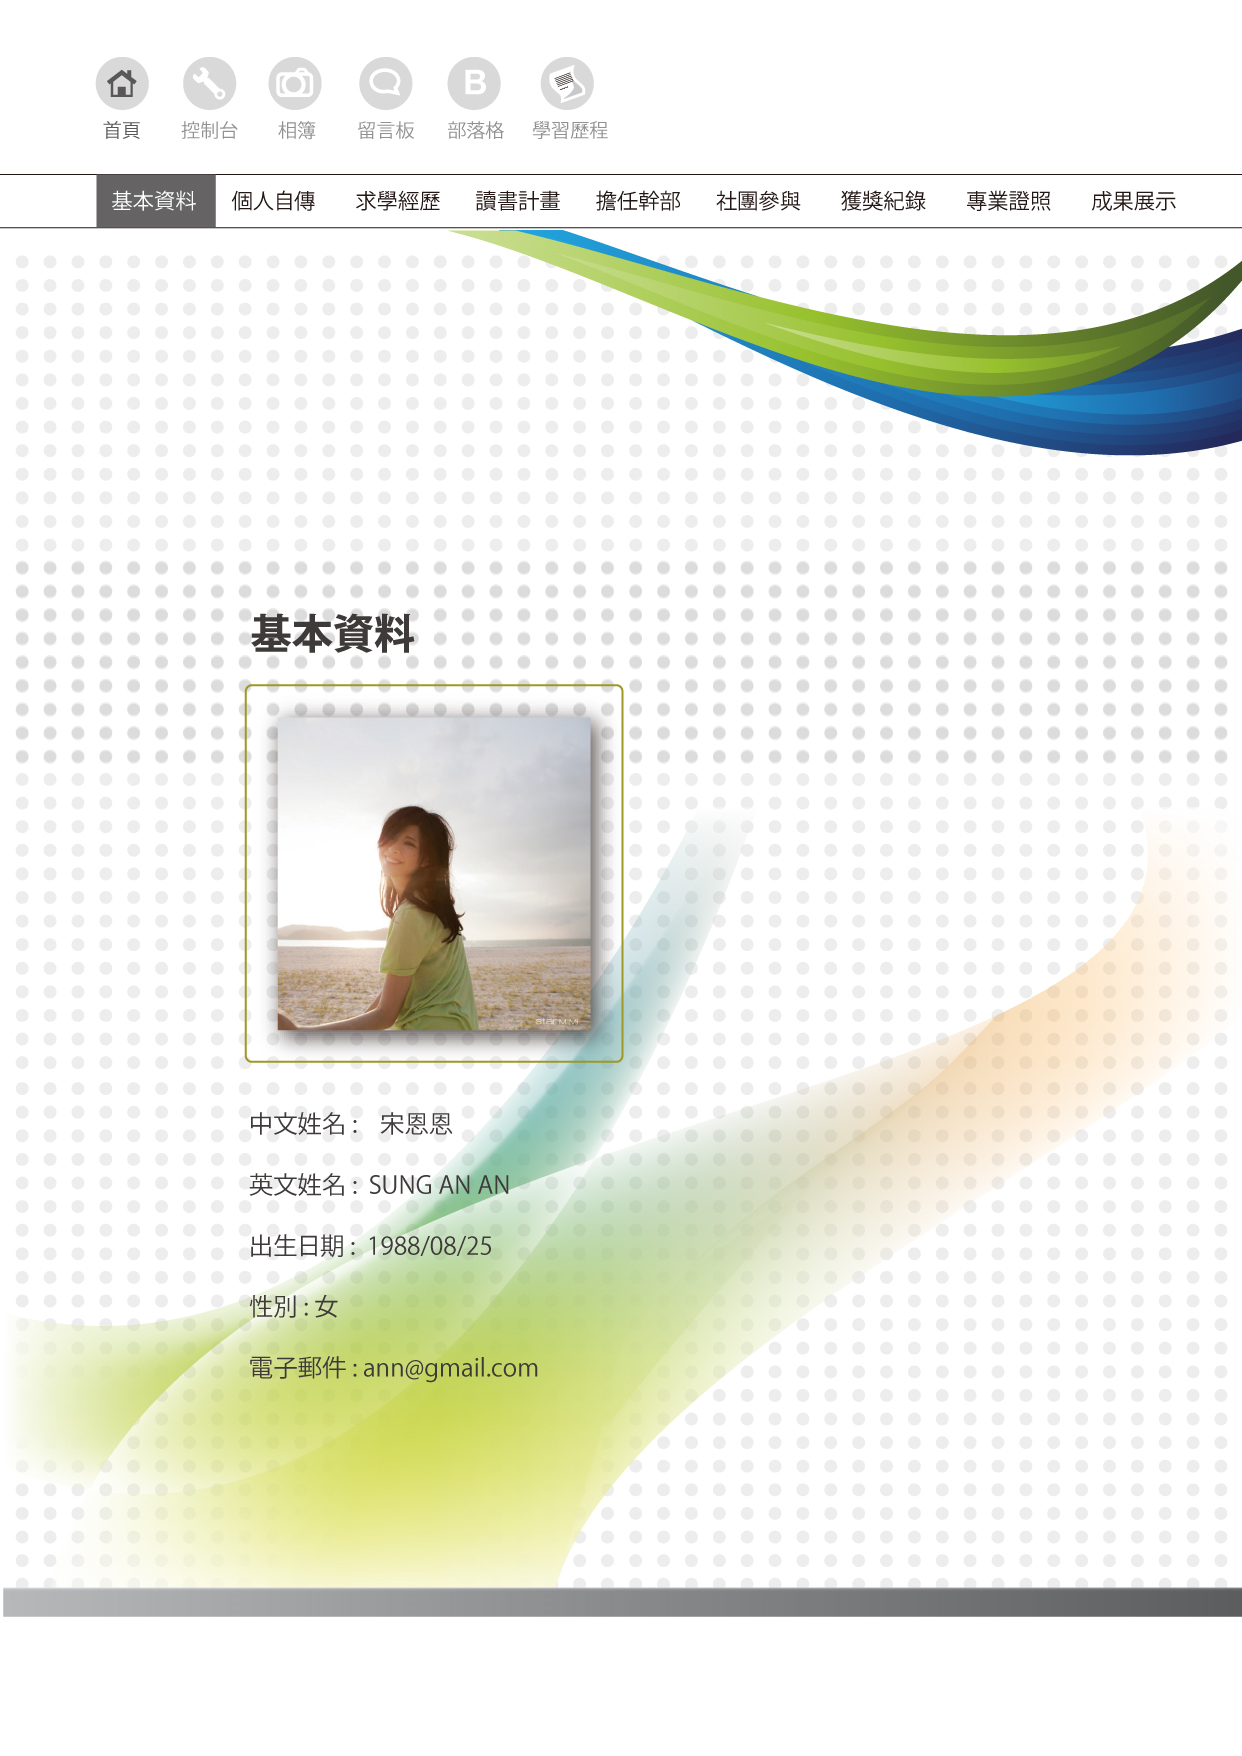 首頁 控制台 相簿 留言板 部落格 學習歷程
基本資料 個人自傳 求學經歷 讀書計畫 擔任幹部 社團參與 獲獎紀錄 專業證照 成果展示
基本資料
starMIMI
中文姓名 : 宋恩恩
英文姓名 : SUNG AN AN
出生日期 : 1988/08/25
性別 : 女
電子郵件 : ann@gmail.com